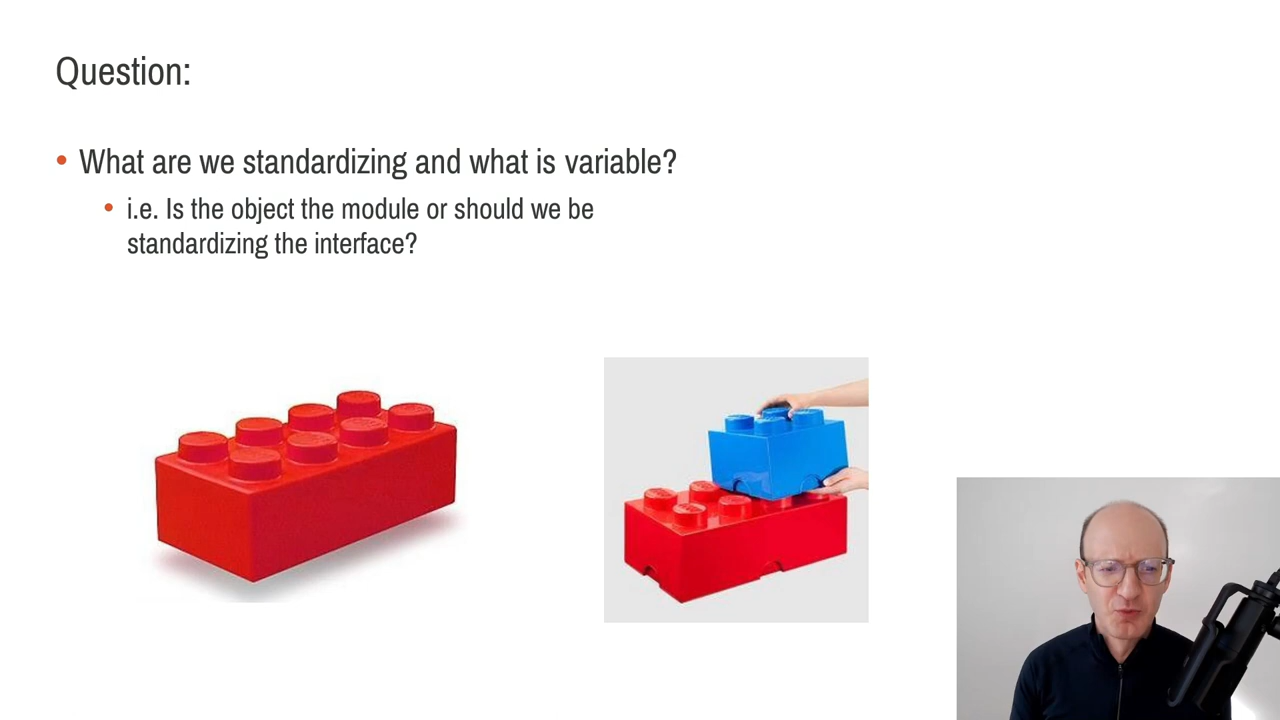 Question:
• What are we standardizing and what is variable?
• i.e. Is the object the module or should we be
standardizing the interface?